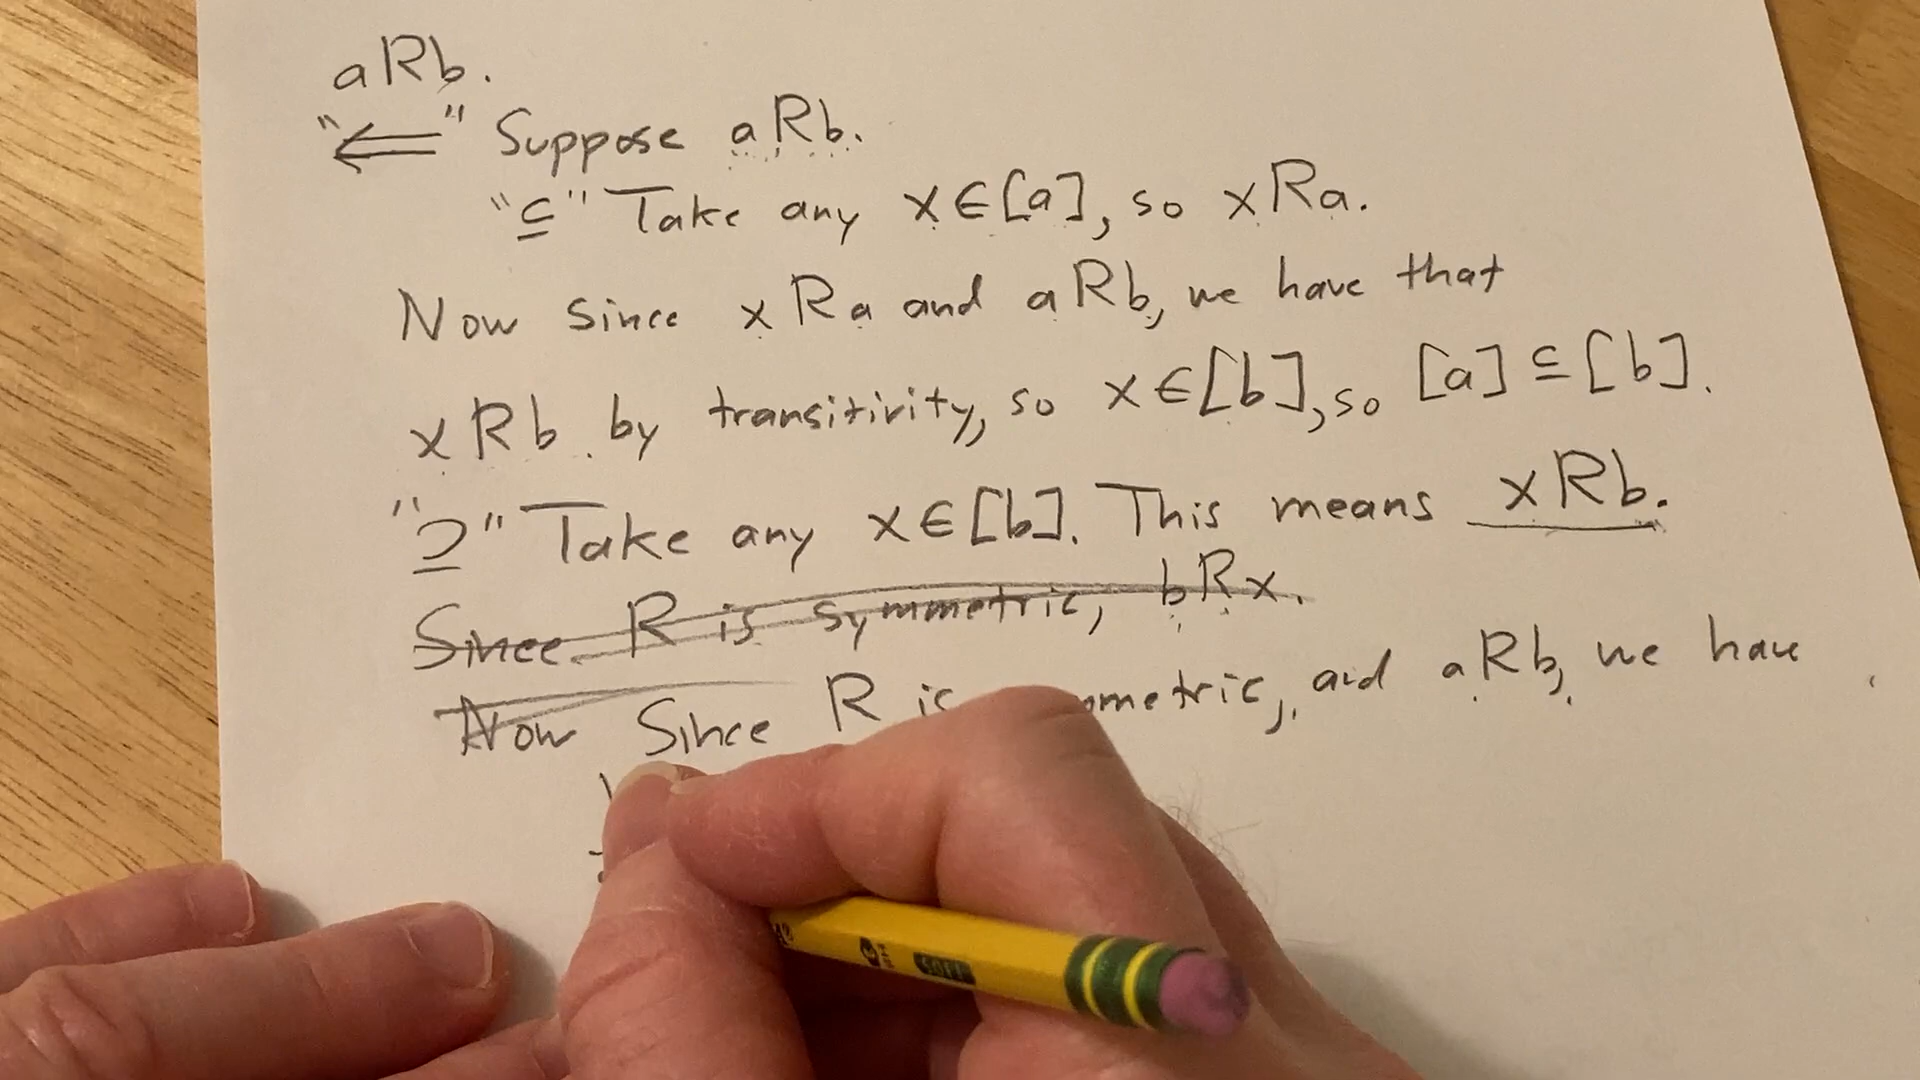 aRb.
"⇐" Suppose aRb.
"⊆" Take any x∈[a], so xRa.
Now since xRa and aRb, we have that
xRb by transitivity, so x∈[b], so [a]⊆[b].
"⊇" Take any x∈[b]. This means xRb.
Since R is symmetric, bRx.
Now Since R is and aRb, we have
SOFT